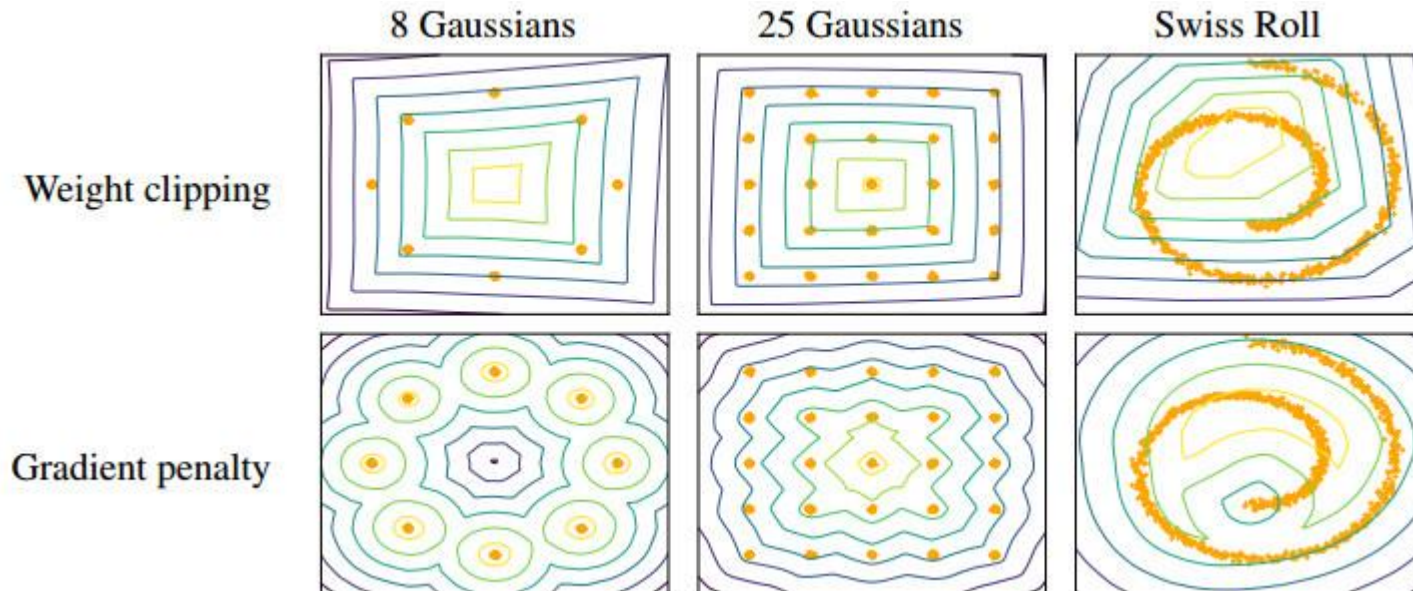 8 Gaussians
25 Gaussians
Swiss Roll
Weight clipping
Gradient penalty